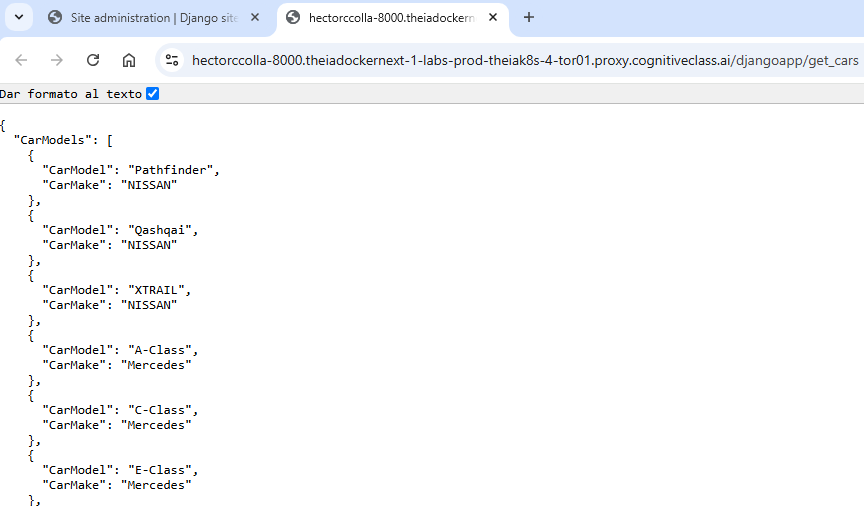 Site administration | Django site
hectorccolla-8000.theiadockern
hectorccolla-8000.theiadockernext-1-labs-prod-theiak8s-4-tor01.proxy.cognitiveclass.ai/djangoapp/get_cars
Dar formato al texto
{
"CarModels": [
{
"CarModel": "Pathfinder",
"CarMake": "NISSAN"
},
{
"CarModel": "Qashqai",
"CarMake": "NISSAN"
},
{
"CarModel": "XTRAIL",
"CarMake": "NISSAN"
},
{
"CarModel": "A-Class",
"CarMake": "Mercedes"
},
{
"CarModel": "C-Class",
"CarMake": "Mercedes"
},
{
"CarModel": "E-Class",
"CarMake": "Mercedes"
},